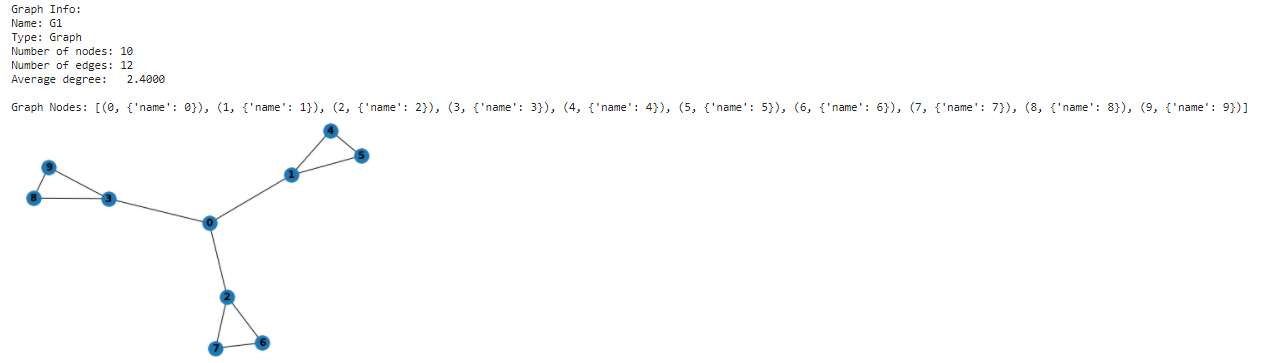 Graph Info:
Name: G1
Type: Graph
Number of nodes: 10
Number of edges: 12
Average degree:   2.4000

Graph Nodes: [(0, {'name': 0}), (1, {'name': 1}), (2, {'name': 2}), (3, {'name': 3}), (4, {'name': 4}), (5, {'name': 5}), (6, {'name': 6}), (7, {'name': 7}), (8, {'name': 8}), (9, {'name': 9})]
4
5
9
1
8
3
0
2
6
7